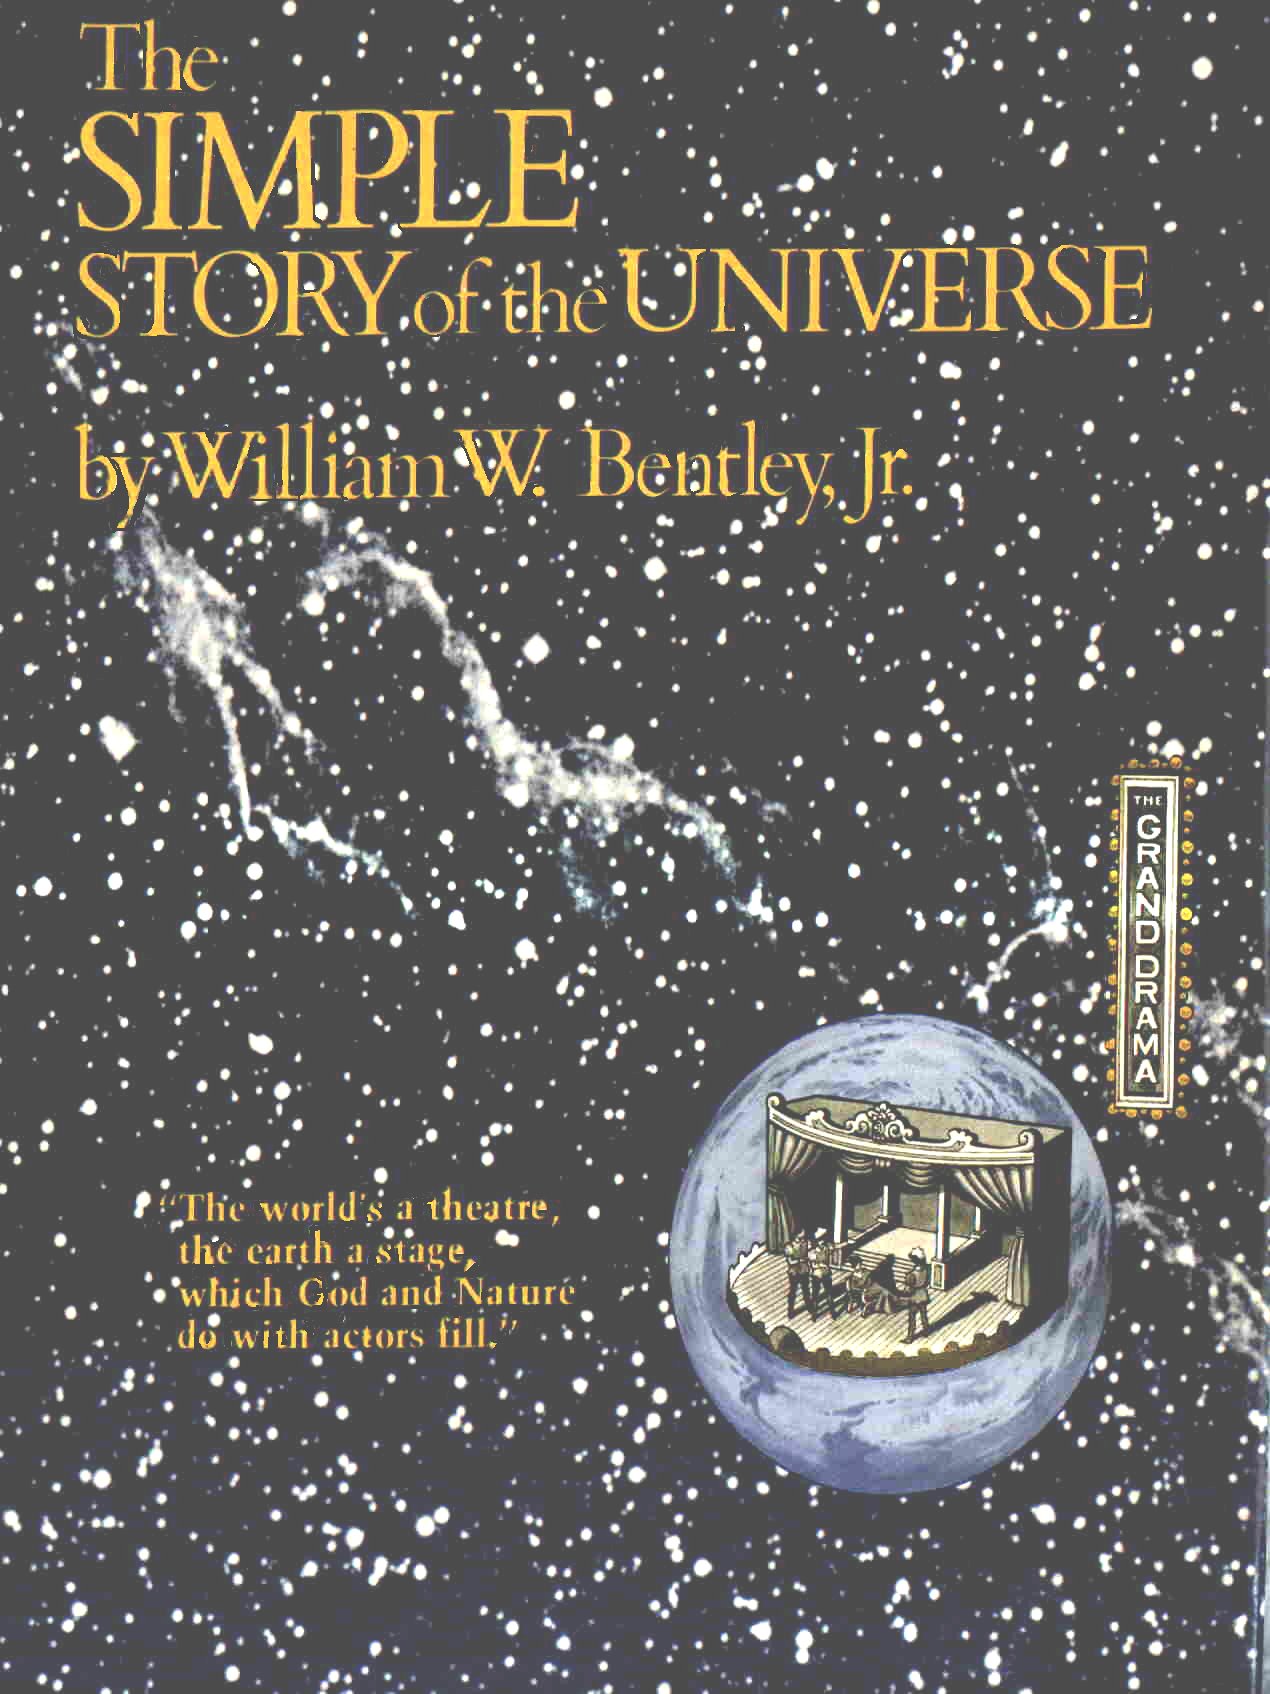 The
SIMPLE
STORY of the UNIVERSE
by William W. Bentley, Jr.
THE
GRAND DRAMA
"The world's a theatre,
the earth a stage,
which God and Nature
do with actors fill."